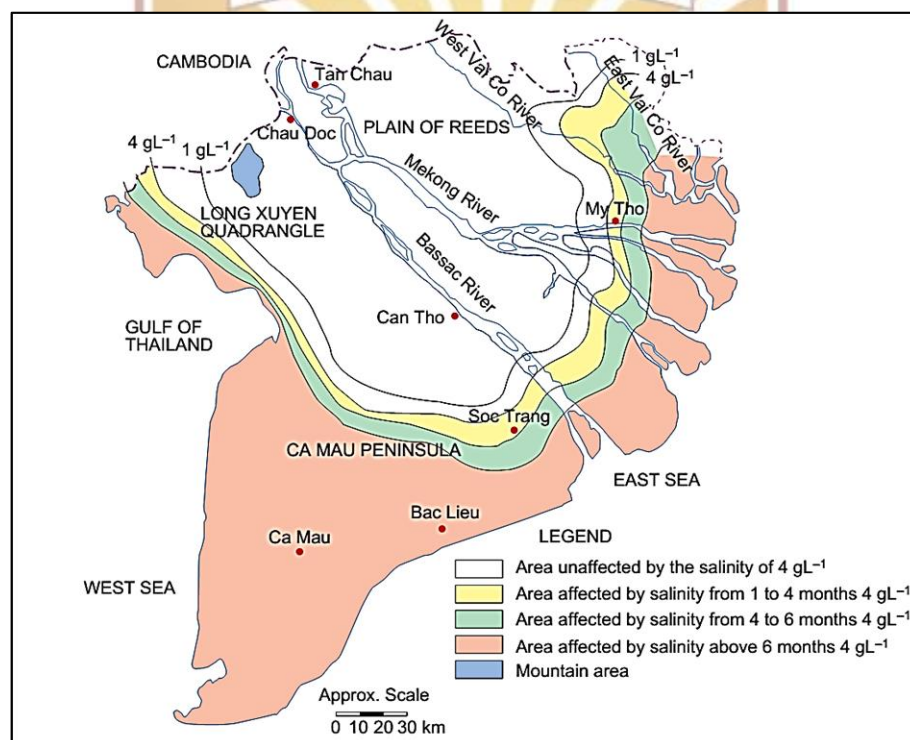 CAMBODIA
Tan Chau
West Vai Co River
1 gL⁻¹
4 gL⁻¹
East Vai Co River
Chau Doc
PLAIN OF REEDS
4 gL⁻¹
1 gL⁻¹
Mekong River
LONG XUYEN
QUADRANGLE
My Tho
Bassac River
GULF OF
THAILAND
Can Tho
Soc Trang
CA MAU PENINSULA
EAST SEA
Bac Lieu
Ca Mau
WEST SEA
LEGEND
Area unaffected by the salinity of 4 gL⁻¹
Area affected by salinity from 1 to 4 months 4 gL⁻¹
Area affected by salinity from 4 to 6 months 4 gL⁻¹
Area affected by salinity above 6 months 4 gL⁻¹
Mountain area
Approx. Scale
0 10 20 30 km